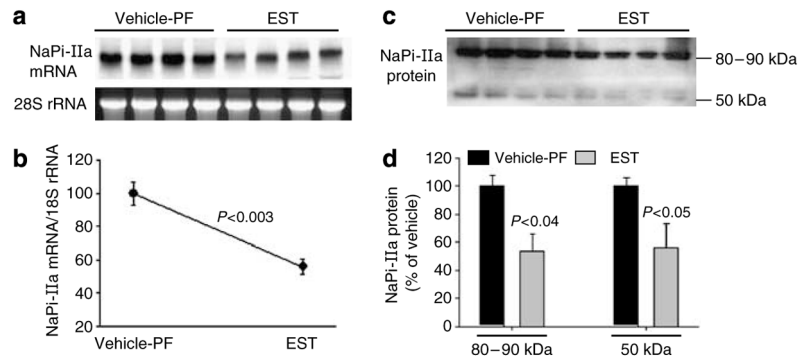 a
Vehicle-PF EST
NaPi-IIa
mRNA
28S rRNA
b
NaPi-IIa mRNA/18S rRNA
120
100
80
60
40
20
P<0.003
Vehicle-PF EST
c
Vehicle-PF EST
NaPi-IIa
protein
80–90 kDa
50 kDa
d
NaPi-IIa protein
(% of vehicle)
120
100
80
60
40
20
0
Vehicle-PF EST
P<0.04
P<0.05
80–90 kDa 50 kDa